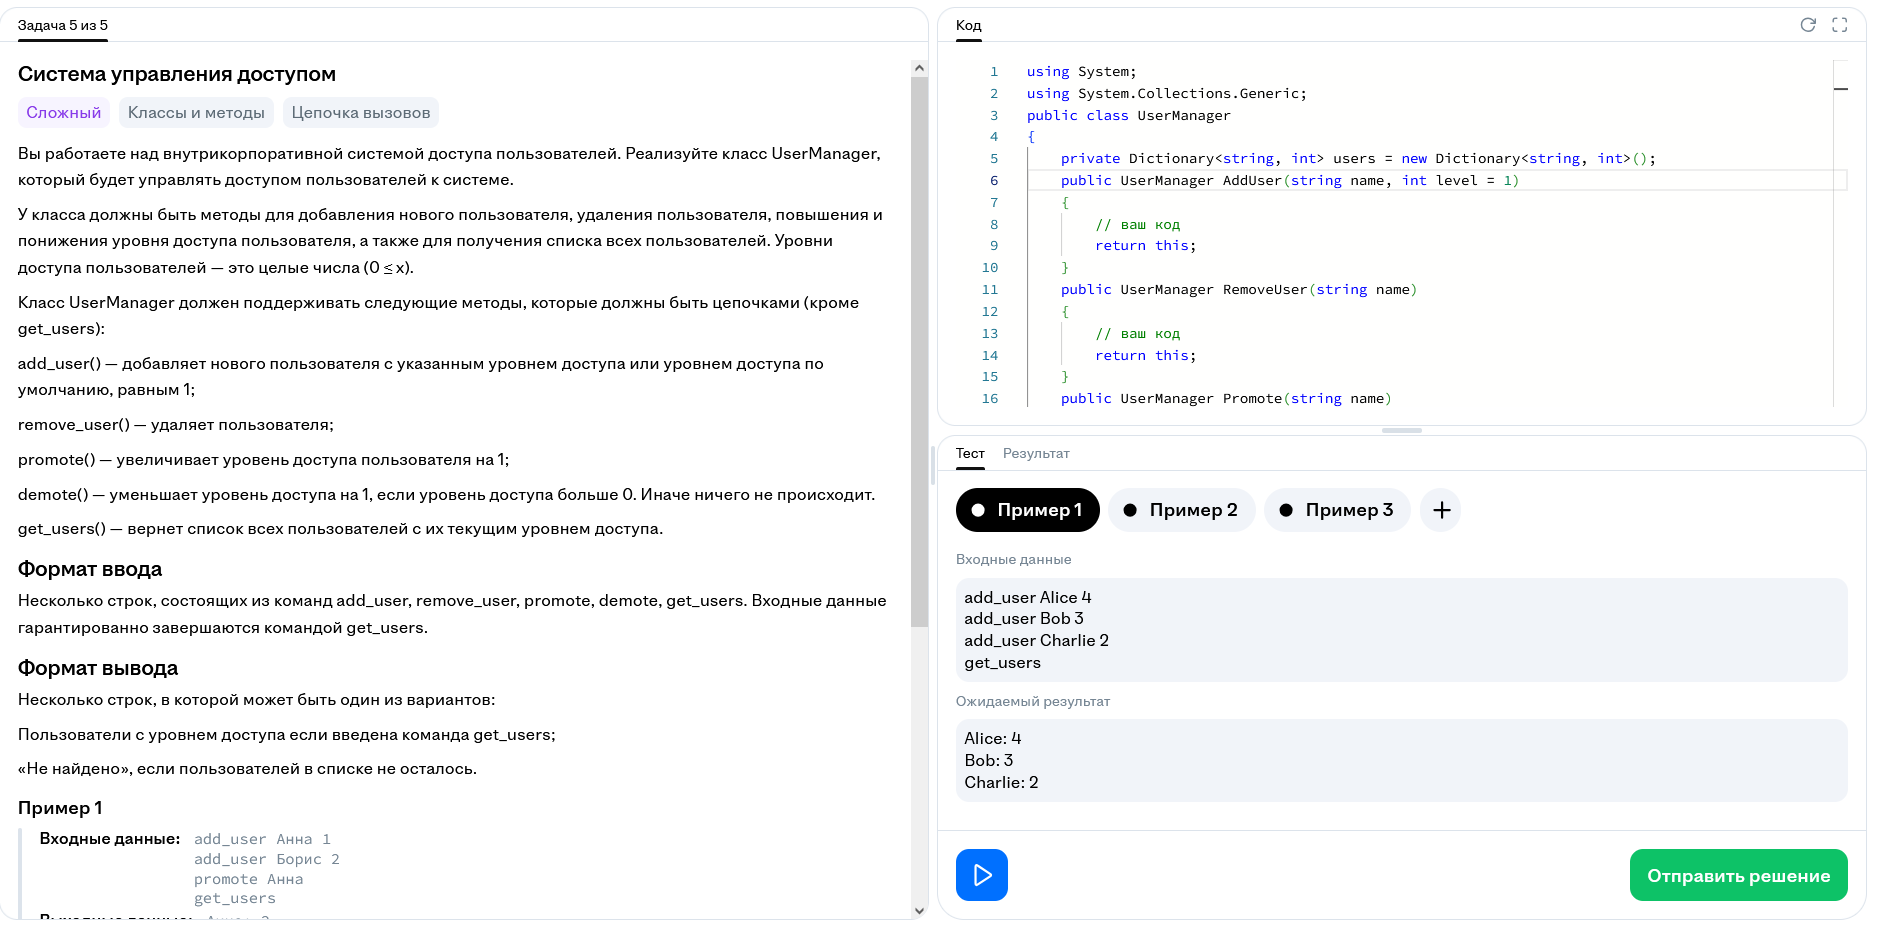 Задача 5 из 5
Система управления доступом
Сложный
Классы и методы
Цепочка вызовов
Вы работаете над внутрикорпоративной системой доступа пользователей. Реализуйте класс UserManager,
который будет управлять доступом пользователей к системе.
У класса должны быть методы для добавления нового пользователя, удаления пользователя, повышения и
понижения уровня доступа пользователя, а также для получения списка всех пользователей. Уровни
доступа пользователей — это целые числа (0 ≤ x).
Класс UserManager должен поддерживать следующие методы, которые должны быть цепочками (кроме
get_users):
add_user() — добавляет нового пользователя с указанным уровнем доступа или уровнем доступа по
умолчанию, равным 1;
remove_user() — удаляет пользователя;
promote() — увеличивает уровень доступа пользователя на 1;
demote() — уменьшает уровень доступа на 1, если уровень доступа больше 0. Иначе ничего не происходит.
get_users() — вернет список всех пользователей с их текущим уровнем доступа.
Формат ввода
Несколько строк, состоящих из команд add_user, remove_user, promote, demote, get_users. Входные данные
гарантированно завершаются командой get_users.
Формат вывода
Несколько строк, в которой может быть один из вариантов:
Пользователи с уровнем доступа если введена команда get_users;
«Не найдено», если пользователей в списке не осталось.
Пример 1
Входные данные: add_user Анна 1
add_user Борис 2
promote Анна
get_users
Код
1 using System;
2 using System.Collections.Generic;
3 public class UserManager
4 {
5 private Dictionary<string, int> users = new Dictionary<string, int>();
6 public UserManager AddUser(string name, int level = 1)
7 {
8 // ваш код
9 return this;
10 }
11 public UserManager RemoveUser(string name)
12 {
13 // ваш код
14 return this;
15 }
16 public UserManager Promote(string name)
Тест
Результат
Пример 1
Пример 2
Пример 3
+
Входные данные
add_user Alice 4
add_user Bob 3
add_user Charlie 2
get_users
Ожидаемый результат
Alice: 4
Bob: 3
Charlie: 2
Отправить решение